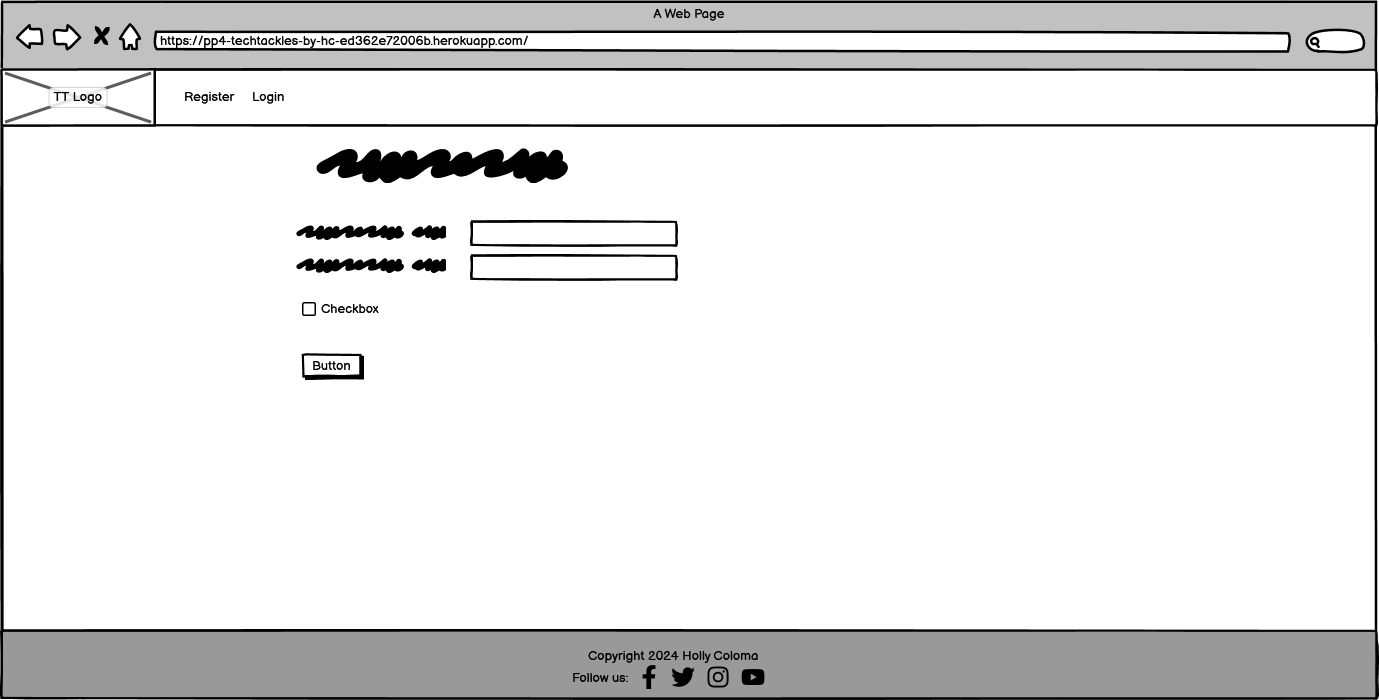 A Web Page
https://pp4-techtackles-by-hc-ed362e72006b.herokuapp.com/
TT Logo
Register
Login
Checkbox
Button
Copyright 2024 Holly Coloma
Follow us: